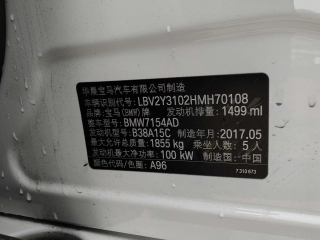 华晨宝马汽车有限公司制造
车辆识别代号:LBV2Y3102HMH70108
品牌:宝马(BMW)牌 发动机排量:1499 ml
整车型号:BMW7154AD
发动机型号:B38A15C 制造年月:2017.05
最大允许总质量:1855 kg 乘坐人数:5 人
发动机最大净功率:100 kW 制造国:中国
颜色代号:A96
7310673